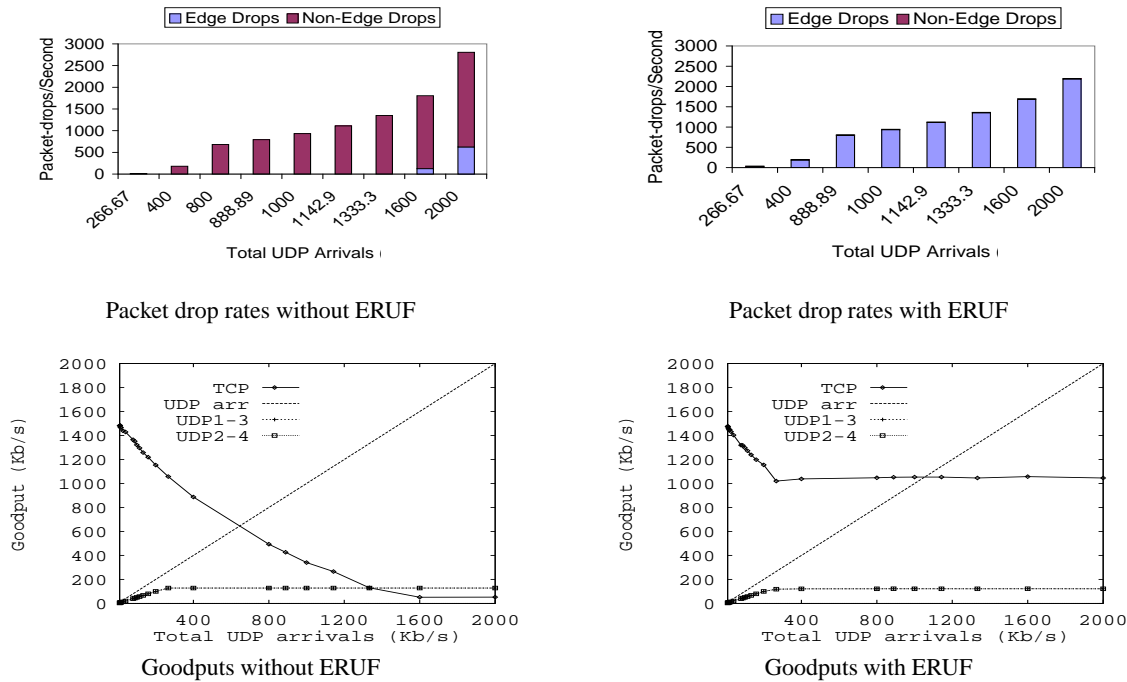 Edge Drops Non-Edge Drops
Packet-drops/Second
3000
2500
2000
1500
1000
500
0
266.67 400 800 888.89 1000 1142.9 1333.3 1600 2000
Total UDP Arrivals (
Packet drop rates without ERUF
Edge Drops Non-Edge Drops
Packet-drops/Second
3000
2500
2000
1500
1000
500
0
266.67 400 888.89 1000 1142.9 1333.3 1600 2000
Total UDP Arrivals (
Packet drop rates with ERUF
Goodput (Kb/s)
2000
1800
1600
1400
1200
1000
800
600
400
200
0
TCP
UDP arr
UDP1-3
UDP2-4
400 800 1200 1600 2000
Total UDP arrivals (Kb/s)
Goodputs without ERUF
Goodput (Kb/s)
2000
1800
1600
1400
1200
1000
800
600
400
200
0
TCP
UDP arr
UDP1-3
UDP2-4
400 800 1200 1600 2000
Total UDP arrivals (Kb/s)
Goodputs with ERUF